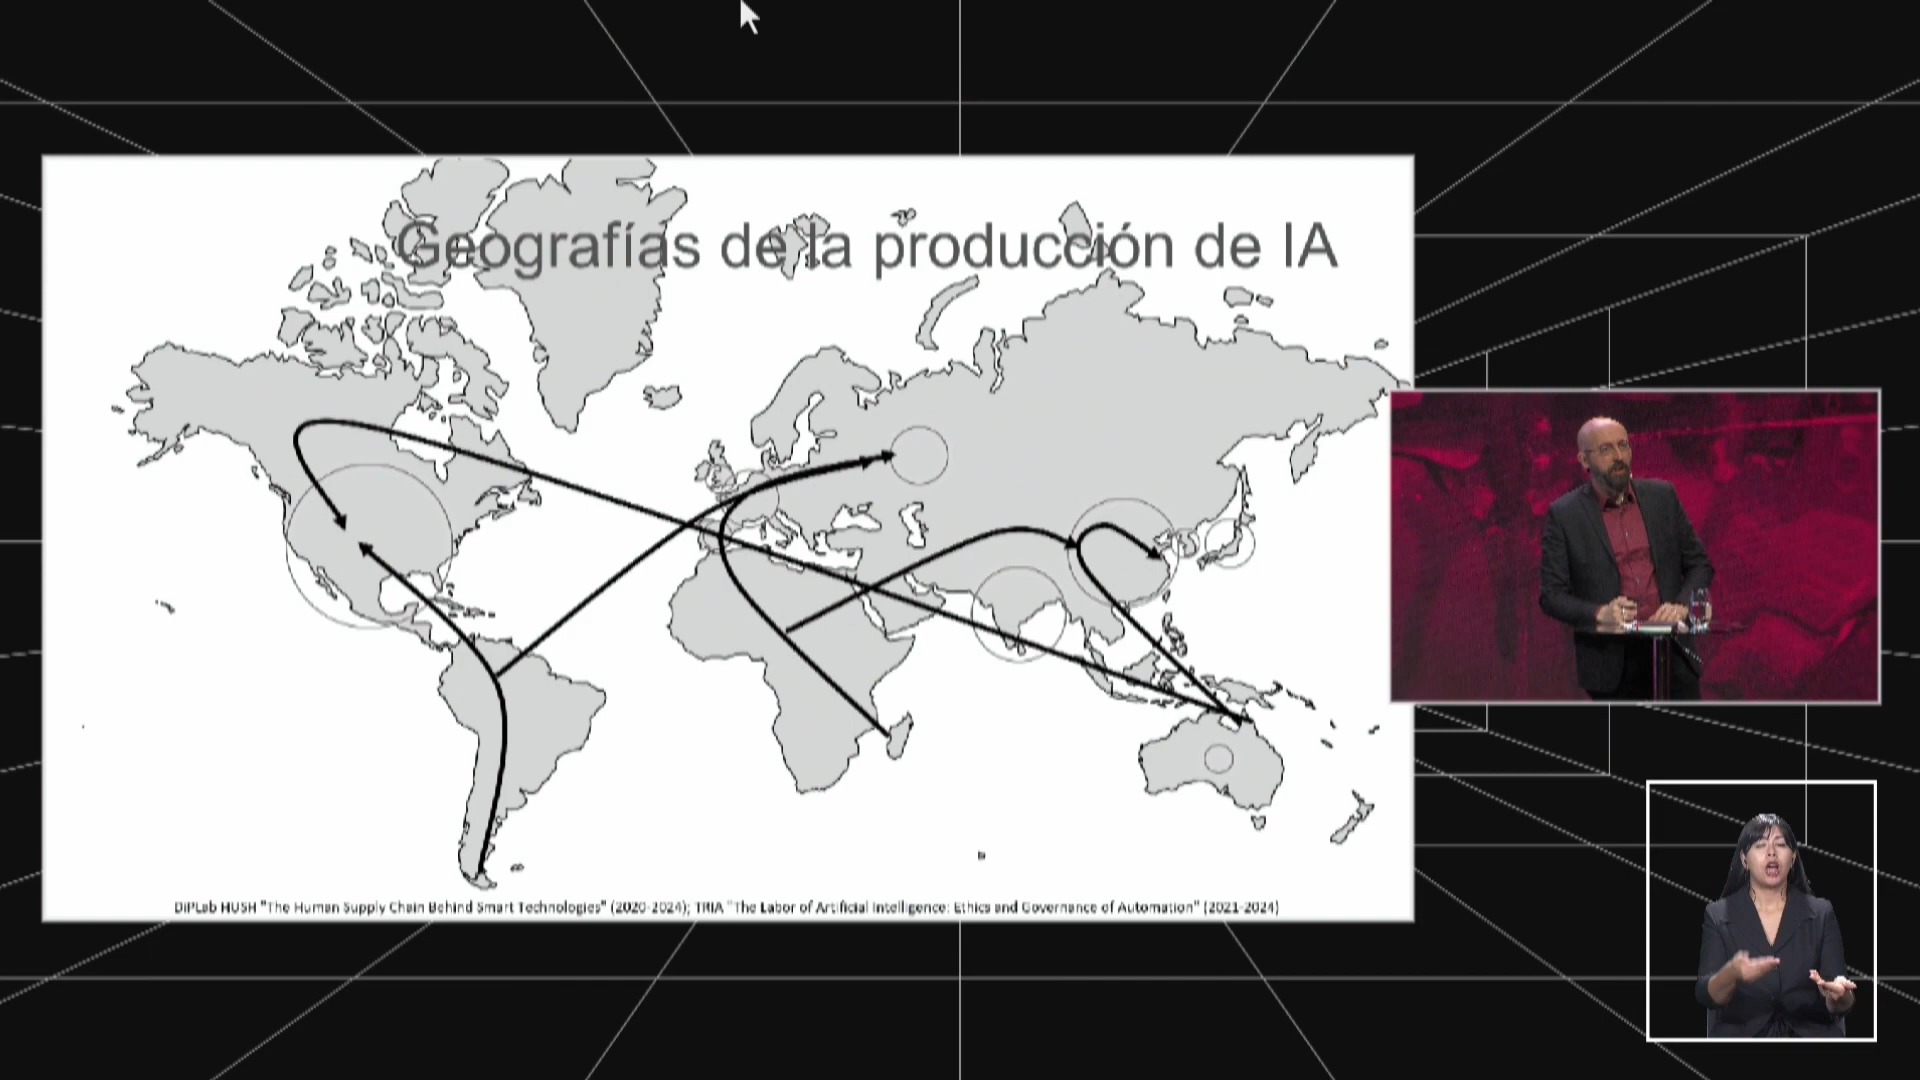 Geografías de la producción de IA
DiPLab HUSH "The Human Supply Chain Behind Smart Technologies" (2020-2024); TRIA "The Labor of Artificial Intelligence: Ethics and Governance of Automation" (2021-2024)